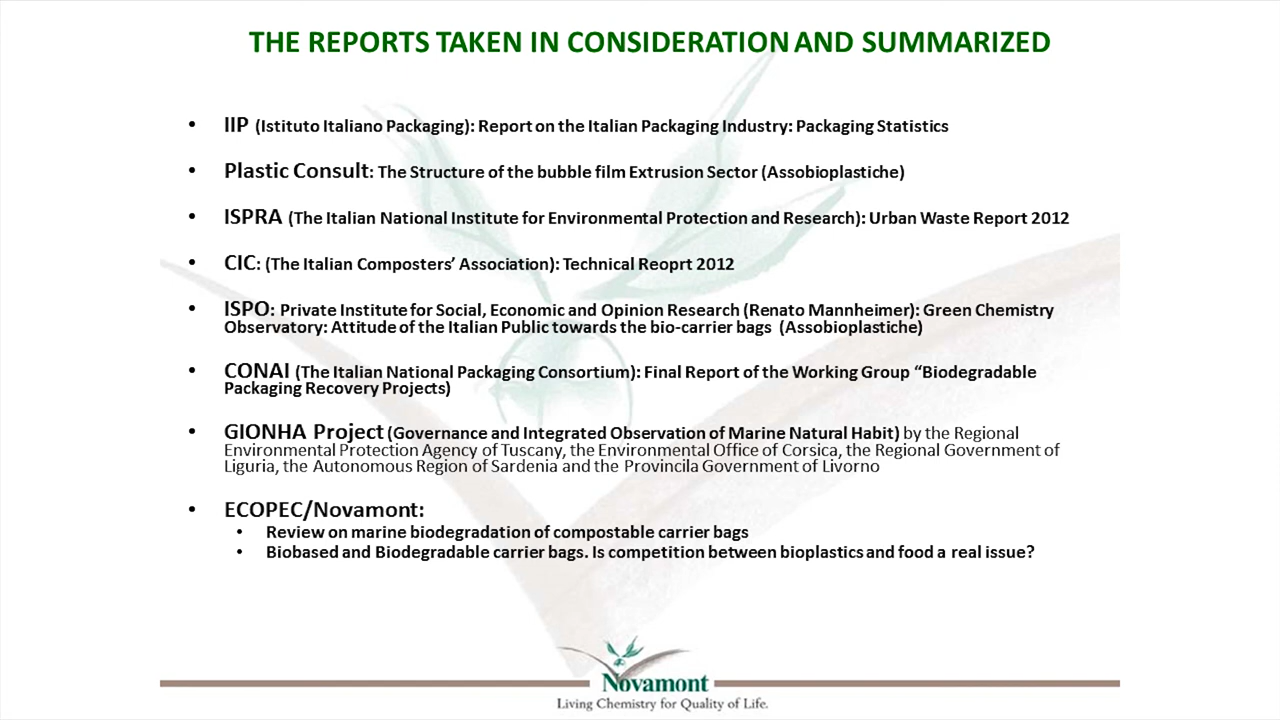 THE REPORTS TAKEN IN CONSIDERATION AND SUMMARIZED
• IIP (Istituto Italiano Packaging): Report on the Italian Packaging Industry: Packaging Statistics
• Plastic Consult: The Structure of the bubble film Extrusion Sector (Assobioplastiche)
• ISPRA (The Italian National Institute for Environmental Protection and Research): Urban Waste Report 2012
• CIC: (The Italian Composters’ Association): Technical Reoprt 2012
• ISPO: Private Institute for Social, Economic and Opinion Research (Renato Mannheimer): Green Chemistry
Observatory: Attitude of the Italian Public towards the bio-carrier bags (Assobioplastiche)
• CONAI (The Italian National Packaging Consortium): Final Report of the Working Group “Biodegradable
Packaging Recovery Projects)
• GIONHA Project (Governance and Integrated Observation of Marine Natural Habit) by the Regional
Environmental Protection Agency of Tuscany, the Environmental Office of Corsica, the Regional Government of
Liguria, the Autonomous Region of Sardenia and the Provincila Government of Livorno
• ECOPEC/Novamont:
• Review on marine biodegradation of compostable carrier bags
• Biobased and Biodegradable carrier bags. Is competition between bioplastics and food a real issue?
Novamont
Living Chemistry for Quality of Life.